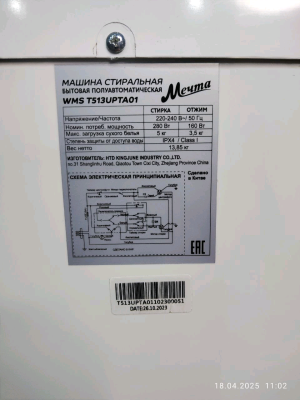 МАШИНА СТИРАЛЬНАЯ
БЫТОВАЯ ПОЛУАВТОМАТИЧЕСКАЯ
Мечта
WMS T513UPTA01
СТИРКА ОТЖИМ
Напряжение/Частота 220-240 В~/ 50 Гц
Номин. потреб. мощность 280 Вт 160 Вт
Макс. загрузка сухого белья 5 кг 3,5 кг
Степень защиты от доступа воды IPX4 / Class I
Вес нетто 13,85 кг
ИЗГОТОВИТЕЛЬ: HTD KINGJUNE INDUSTRY CO., LTD.
СХЕМА ЭЛЕКТРИЧЕСКАЯ ПРИНЦИПИАЛЬНАЯ
Сделано
в Китае
EAC
T513UPTA01102300051
DATE:26.10.2023
18.04.2025 11:02